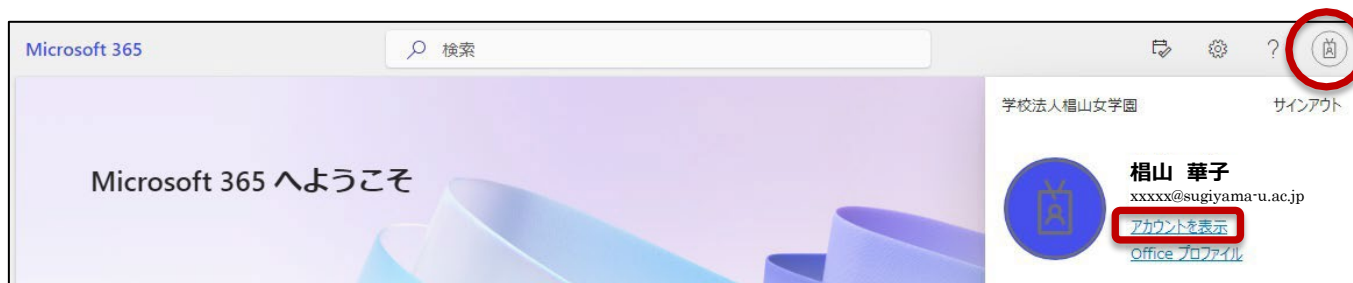 Microsoft 365
検索
?
学校法人椙山女学園
サインアウト
Microsoft 365 へようこそ
椙山 華子
xxxxx@sugiyama-u.ac.jp
アカウントを表示
Office プロファイル